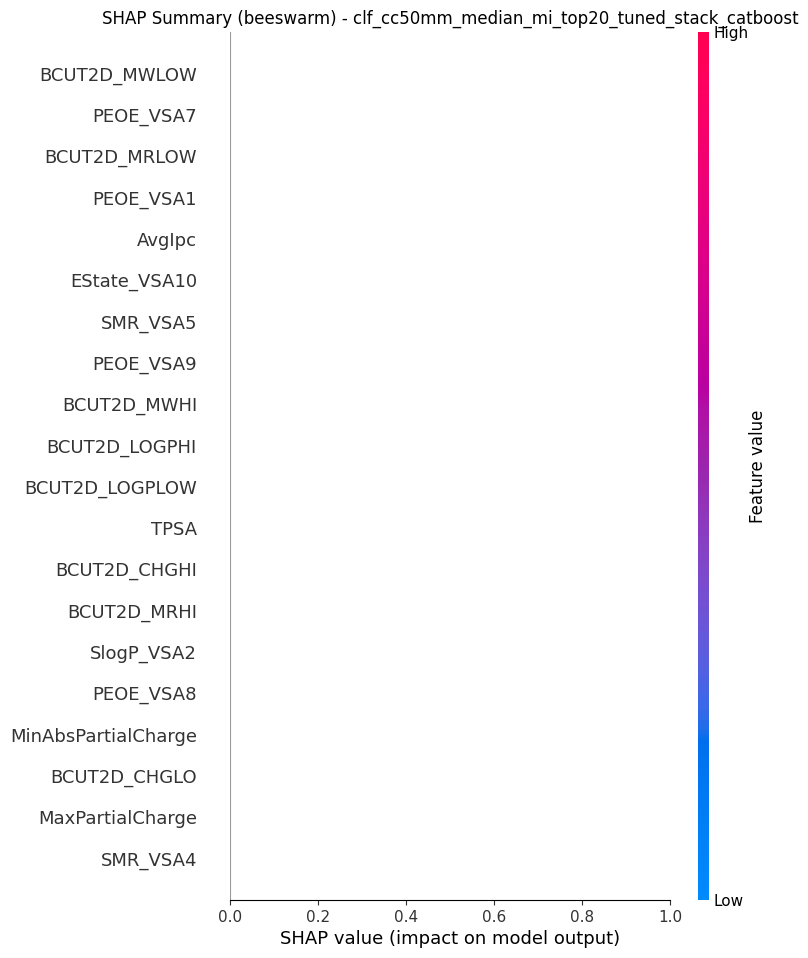 SHAP Summary (beeswarm) - clf_cc50mm_median_mi_top20_tuned_stack_catboost
High
BCUT2D_MWLOW
PEOE_VSA7
BCUT2D_MRLOW
PEOE_VSA1
AvgIpc
EState_VSA10
SMR_VSA5
PEOE_VSA9
BCUT2D_MWHI
BCUT2D_LOGPHI
BCUT2D_LOGPLOW
TPSA
BCUT2D_CHGHI
BCUT2D_MRHI
SlogP_VSA2
PEOE_VSA8
MinAbsPartialCharge
BCUT2D_CHGLO
MaxPartialCharge
SMR_VSA4
Feature value
Low
0.0 0.2 0.4 0.6 0.8 1.0
SHAP value (impact on model output)